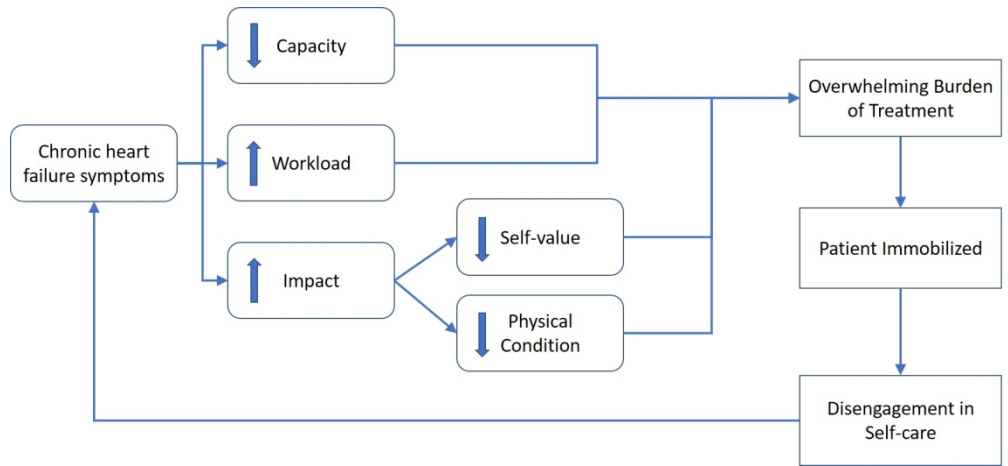 Capacity
Overwhelming Burden
of Treatment
Chronic heart
failure symptoms
Workload
Self-value
Patient Immobilized
Impact
Physical
Condition
Disengagement in
Self-care